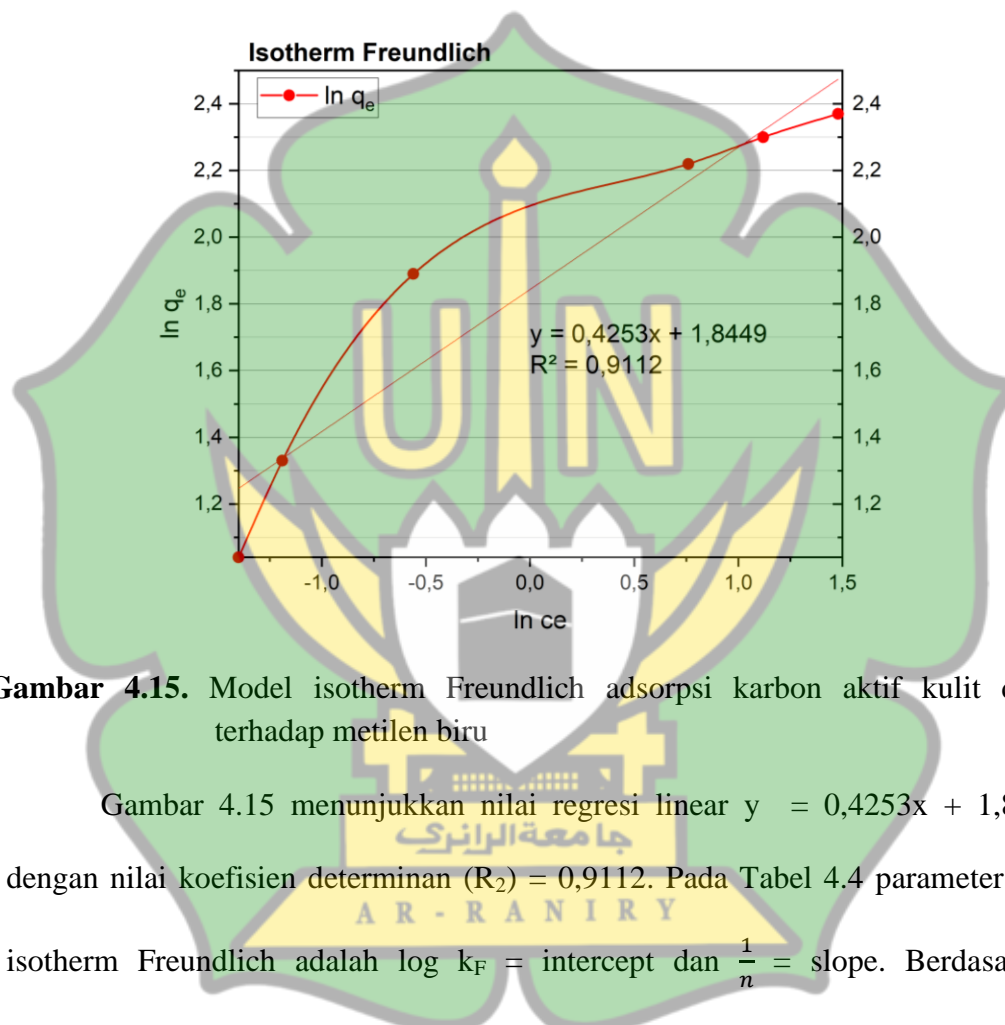 Isotherm Freundlich
ln qₑ
2,4
2,2
2,0
1,8
1,6
1,4
1,2
2,4
2,2
2,0
1,8
1,6
1,4
1,2
ln qₑ
y = 0,4253x + 1,8449
R² = 0,9112
-1,0 -0,5 0,0 0,5 1,0 1,5
ln ce
UIN
Gambar 4.15. Model isotherm Freundlich adsorpsi karbon aktif kulit
terhadap metilen biru
Gambar 4.15 menunjukkan nilai regresi linear y = 0,4253x + 1,8
جامعة الرانري
dengan nilai koefisien determinan (R₂) = 0,9112. Pada Tabel 4.4 parameter
AR-RANIRY
isotherm Freundlich adalah log k_F = intercept dan 1/n = slope. Berdasa